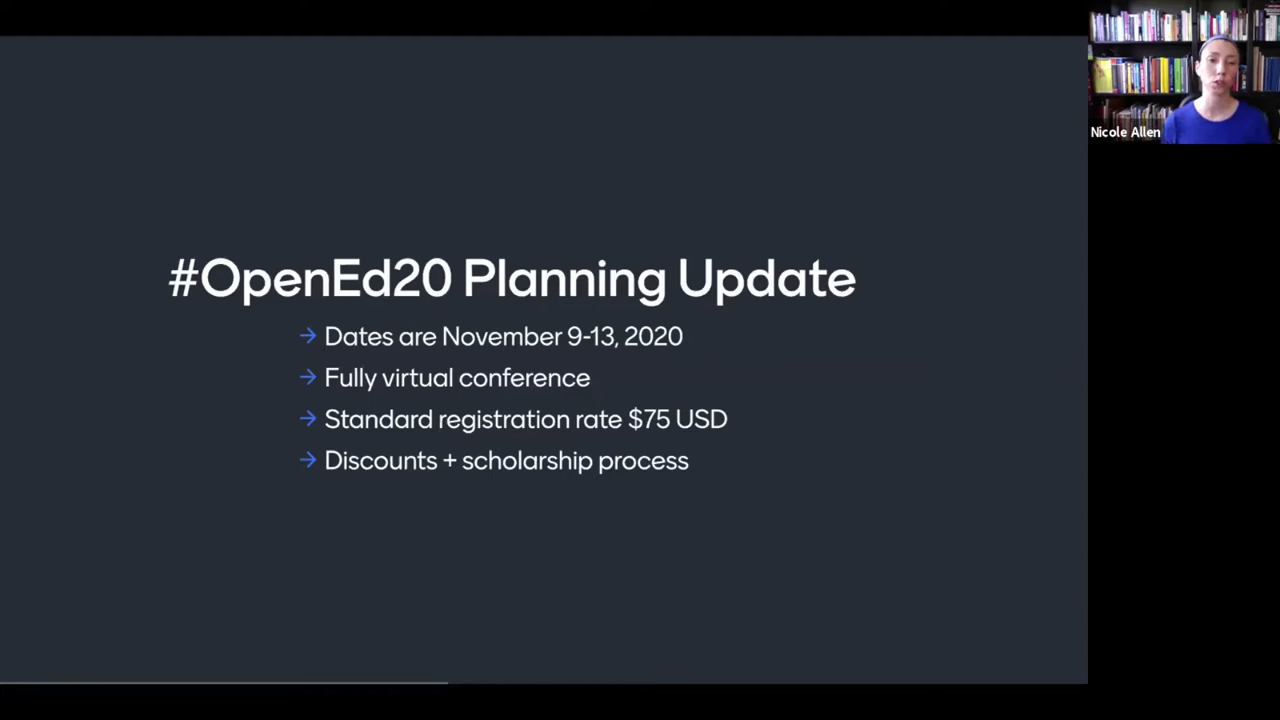 #OpenEd20 Planning Update
→ Dates are November 9-13, 2020
→ Fully virtual conference
→ Standard registration rate $75 USD
→ Discounts + scholarship process
Nicole Allen